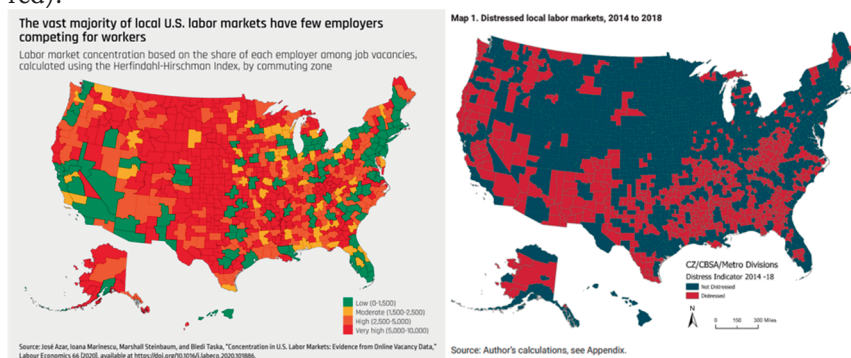 red).
The vast majority of local U.S. labor markets have few employers
competing for workers
Labor market concentration based on the share of each employer among job vacancies,
calculated using the Herfindahl-Hirschman Index, by commuting zone
Low (0-1,500)
Moderate (1,500-2,500)
High (2,500-5,000)
Very high (5,000-10,000)
Source: José Azar, Ioana Marinescu, Marshall Steinbaum, and Bledi Taska, "Concentration in U.S. Labor Markets: Evidence from Online Vacancy Data,"
Labour Economics 66 (2020), available at https://doi.org/10.1016/j.labeco.2020.101886.
Map 1. Distressed local labor markets, 2014 to 2018
CZ/CBSA/Metro Divisions
Distress Indicator 2014 -18
Not Distressed
Distressed
N
0 150 300 Miles
Source: Author's calculations, see Appendix.